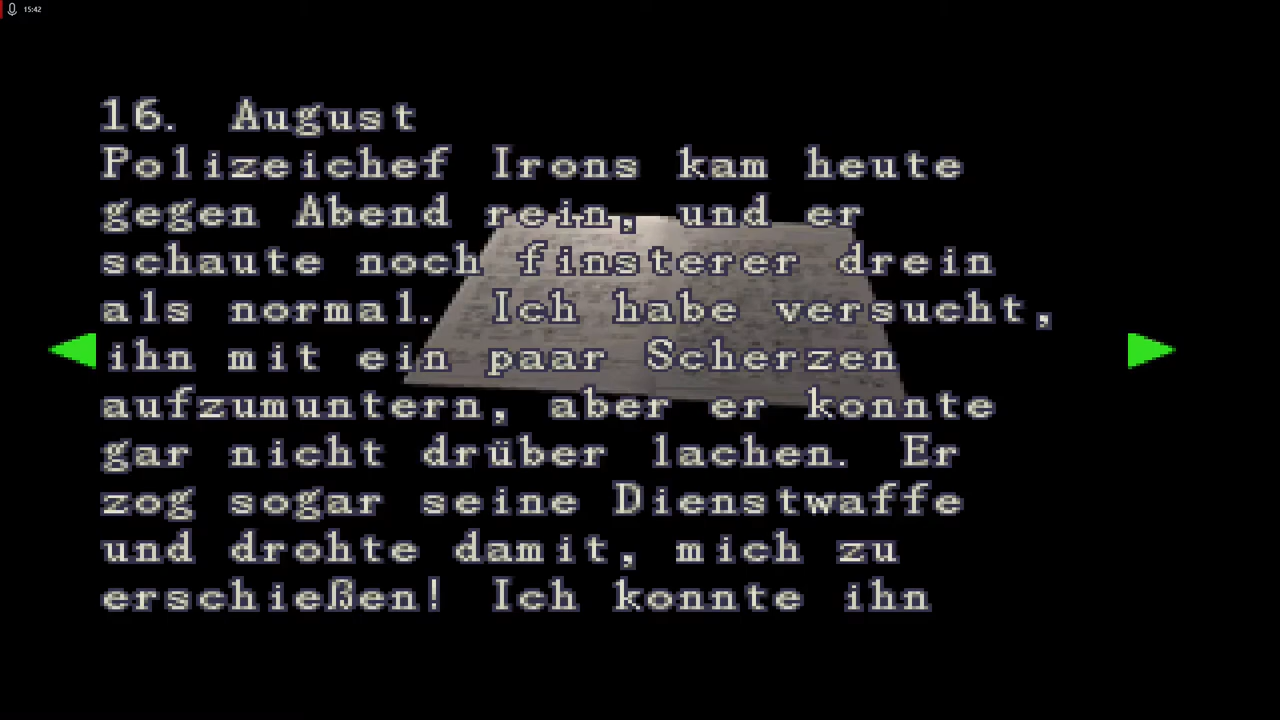 15:42
16. August
Polizeichef Irons kam heute
gegen Abend rein, und er
schaute noch finsterer drein
als normal. Ich habe versucht,
ihn mit ein paar Scherzen
aufzumuntern, aber er konnte
gar nicht drüber lachen. Er
zog sogar seine Dienstwaffe
und drohte damit, mich zu
erschießen! Ich konnte ihn